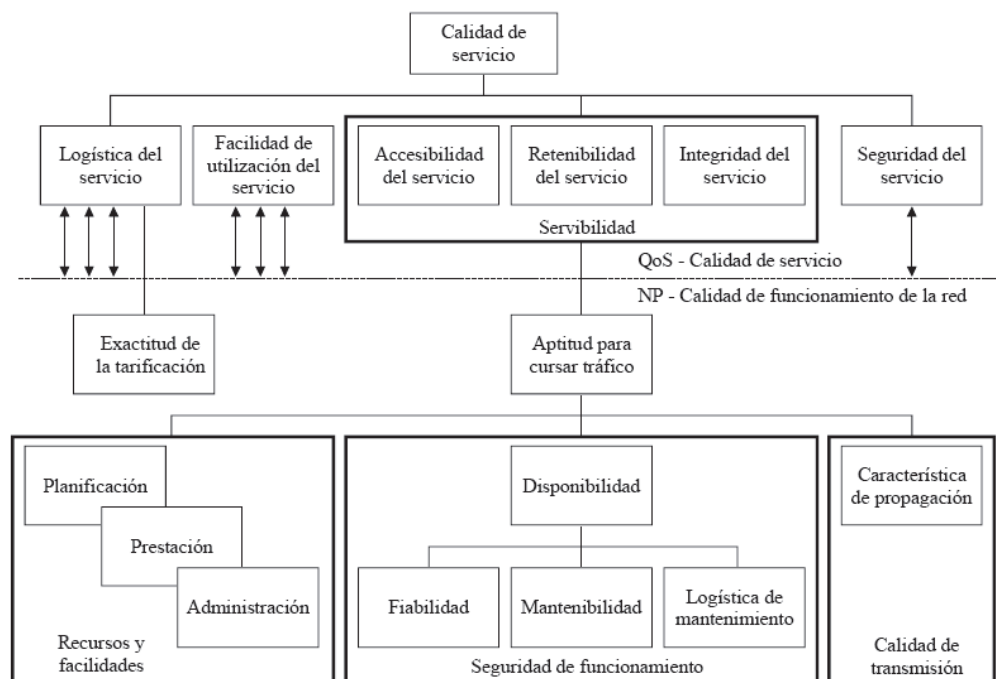 Calidad de
servicio
Logística del
servicio
Facilidad de
utilización del
servicio
Accesibilidad
del servicio
Retenibilidad
del servicio
Integridad del
servicio
Seguridad del
servicio
Servibilidad
QoS - Calidad de servicio
NP - Calidad de funcionamiento de la red
Exactitud de
la tarificación
Aptitud para
cursar tráfico
Planificación
Prestación
Administración
Recursos y
facilidades
Disponibilidad
Fiabilidad
Mantenibilidad
Logística de
mantenimiento
Seguridad de funcionamiento
Característica
de propagación
Calidad de
transmisión